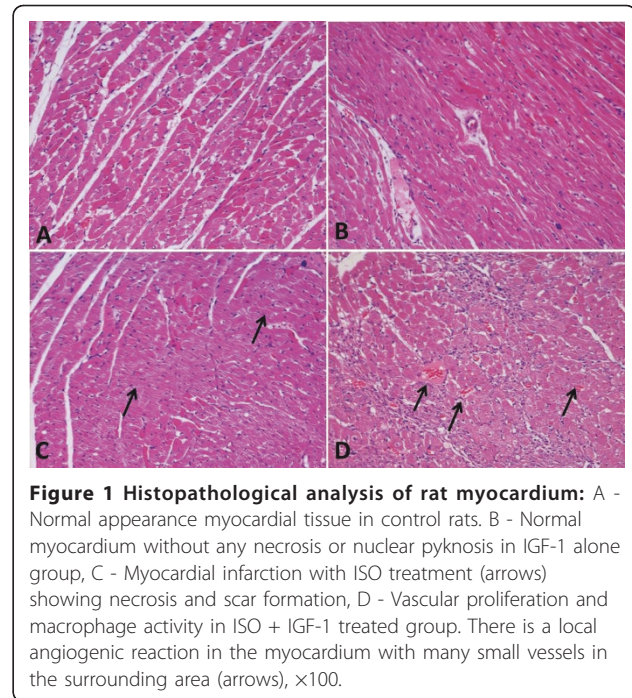 A
B
C
D
Figure 1 Histopathological analysis of rat myocardium: A -
Normal appearance myocardial tissue in control rats. B - Normal
myocardium without any necrosis or nuclear pyknosis in IGF-1 alone
group, C - Myocardial infarction with ISO treatment (arrows)
showing necrosis and scar formation, D - Vascular proliferation and
macrophage activity in ISO + IGF-1 treated group. There is a local
angiogenic reaction in the myocardium with many small vessels in
the surrounding area (arrows), ×100.